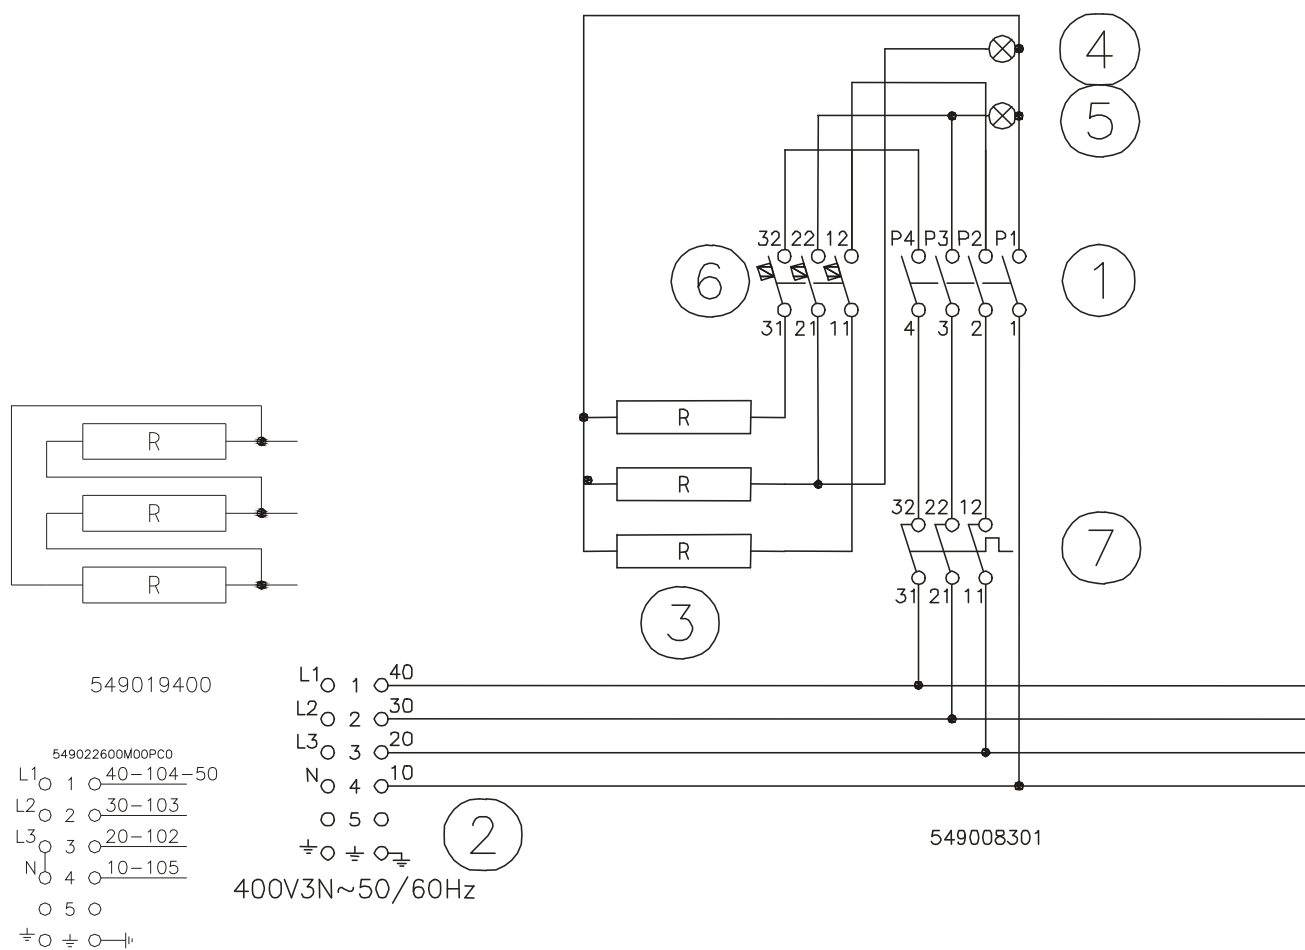 4
5
32 22 12 P4 P3 P2 P1
6 1
31 21 11 4 3 2 1
R
R
R
R
R
R
32 22 12
7
31 21 11
3
549019400
L1 1 40
L2 2 30
L3 3 20
N 4 10
5
2
400V3N~50/60Hz
549008301
549022600M00PC0
L1 1 40-104-50
L2 2 30-103
L3 3 20-102
N 4 10-105
5